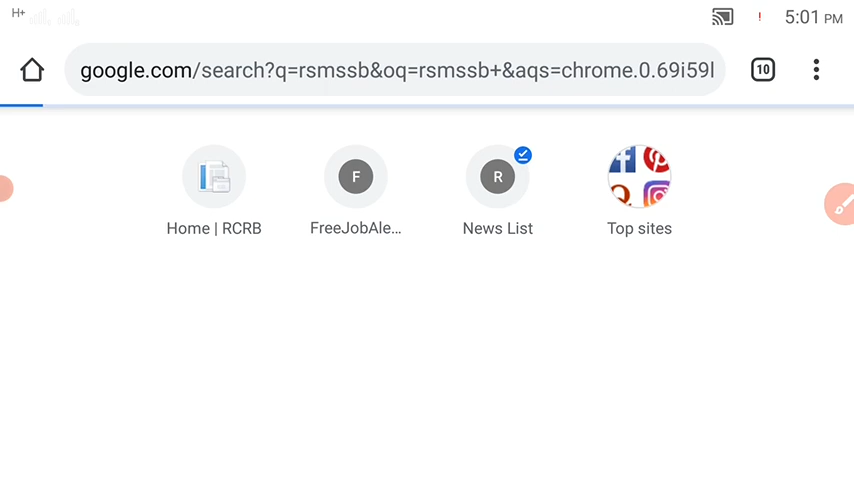 H+
! 5:01 PM
google.com/search?q=rsmssb&oq=rsmssb+&aqs=chrome.0.69i59l
10
F
R
Home | RCRB
FreeJobAle...
News List
Top sites